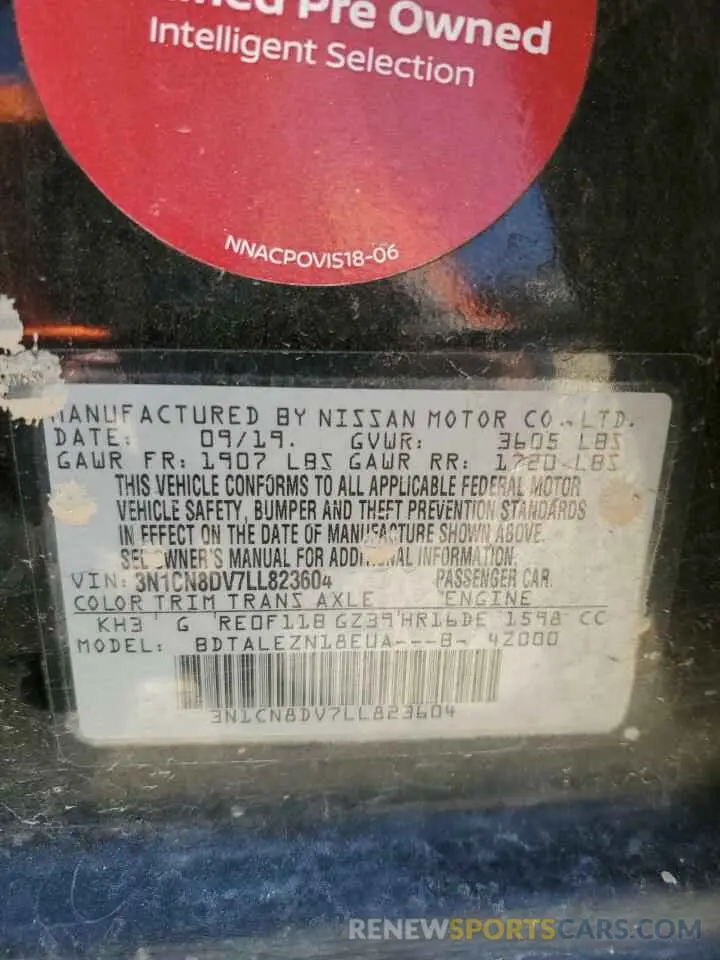 Pre Owned
Intelligent Selection
NNACPOVIS18-06
MANUFACTURED BY NISSAN MOTOR CO., LTD.
DATE: 09/19. GVWR: 3605 LBS
GAWR FR: 1907 LBS GAWR RR: 1720 LBS
THIS VEHICLE CONFORMS TO ALL APPLICABLE FEDERAL MOTOR
VEHICLE SAFETY, BUMPER AND THEFT PREVENTION STANDARDS
IN EFFECT ON THE DATE OF MANUFACTURE SHOWN ABOVE.
SEE OWNER'S MANUAL FOR ADDITIONAL INFORMATION.
VIN: 3N1CN8DV7LL823604 PASSENGER CAR
COLOR TRIM TRANS AXLE ENGINE
KH3 G RE0F11B GZ39 HR16DE 1598 CC
MODEL: BDTALEZN18EUA---B- 42000
3N1CN8DV7LL823604
RENEWSPORTSCARS.COM